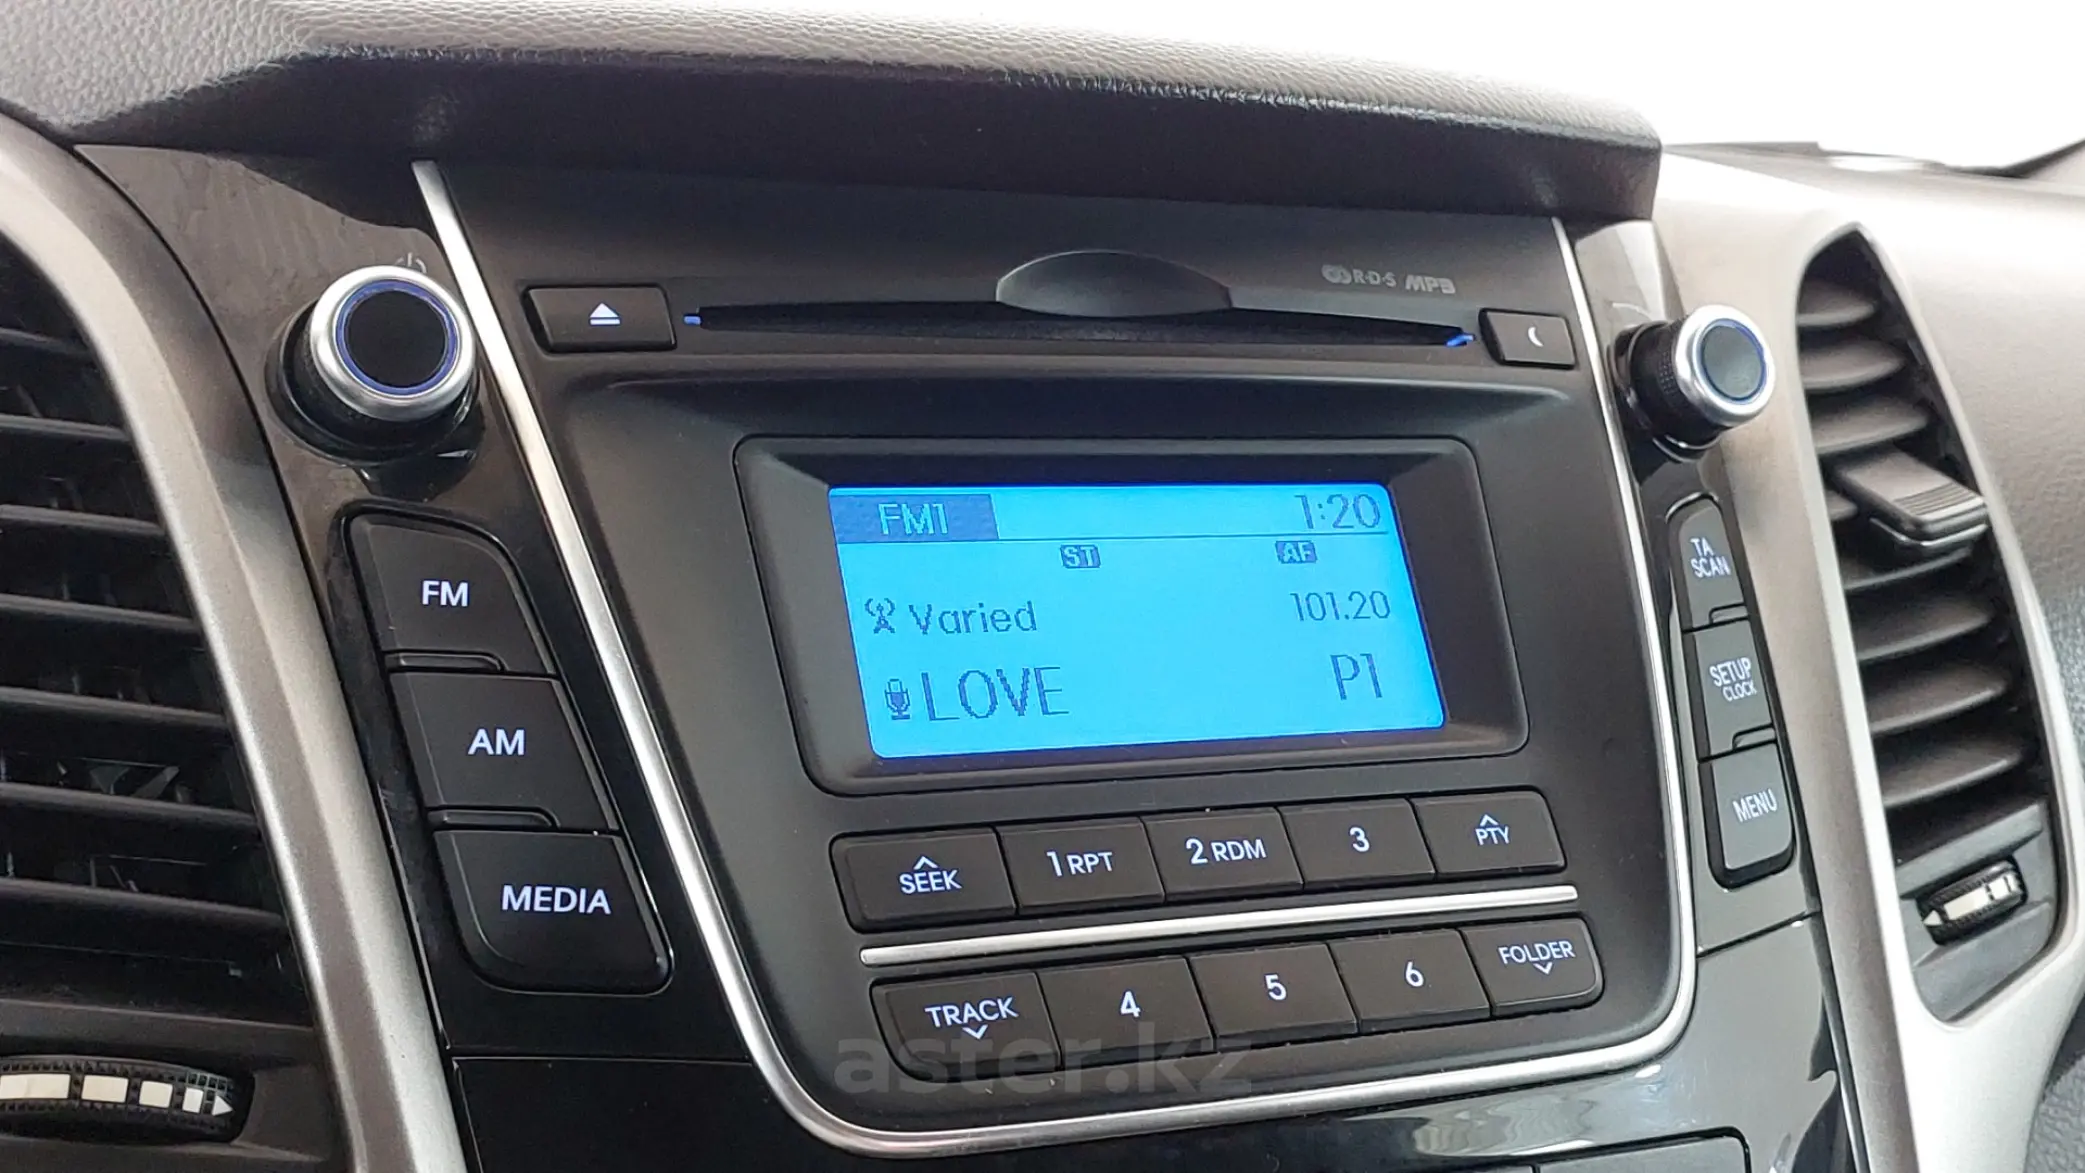 R·D·S MP3
FM1 1:20
ST AF
Varied 101.20
LOVE P1
FM
AM
MEDIA
TA
SCAN
SETUP
CLOCK
MENU
SEEK 1 RPT 2 RDM 3 PTY
TRACK 4 5 6 FOLDER
aster.kz